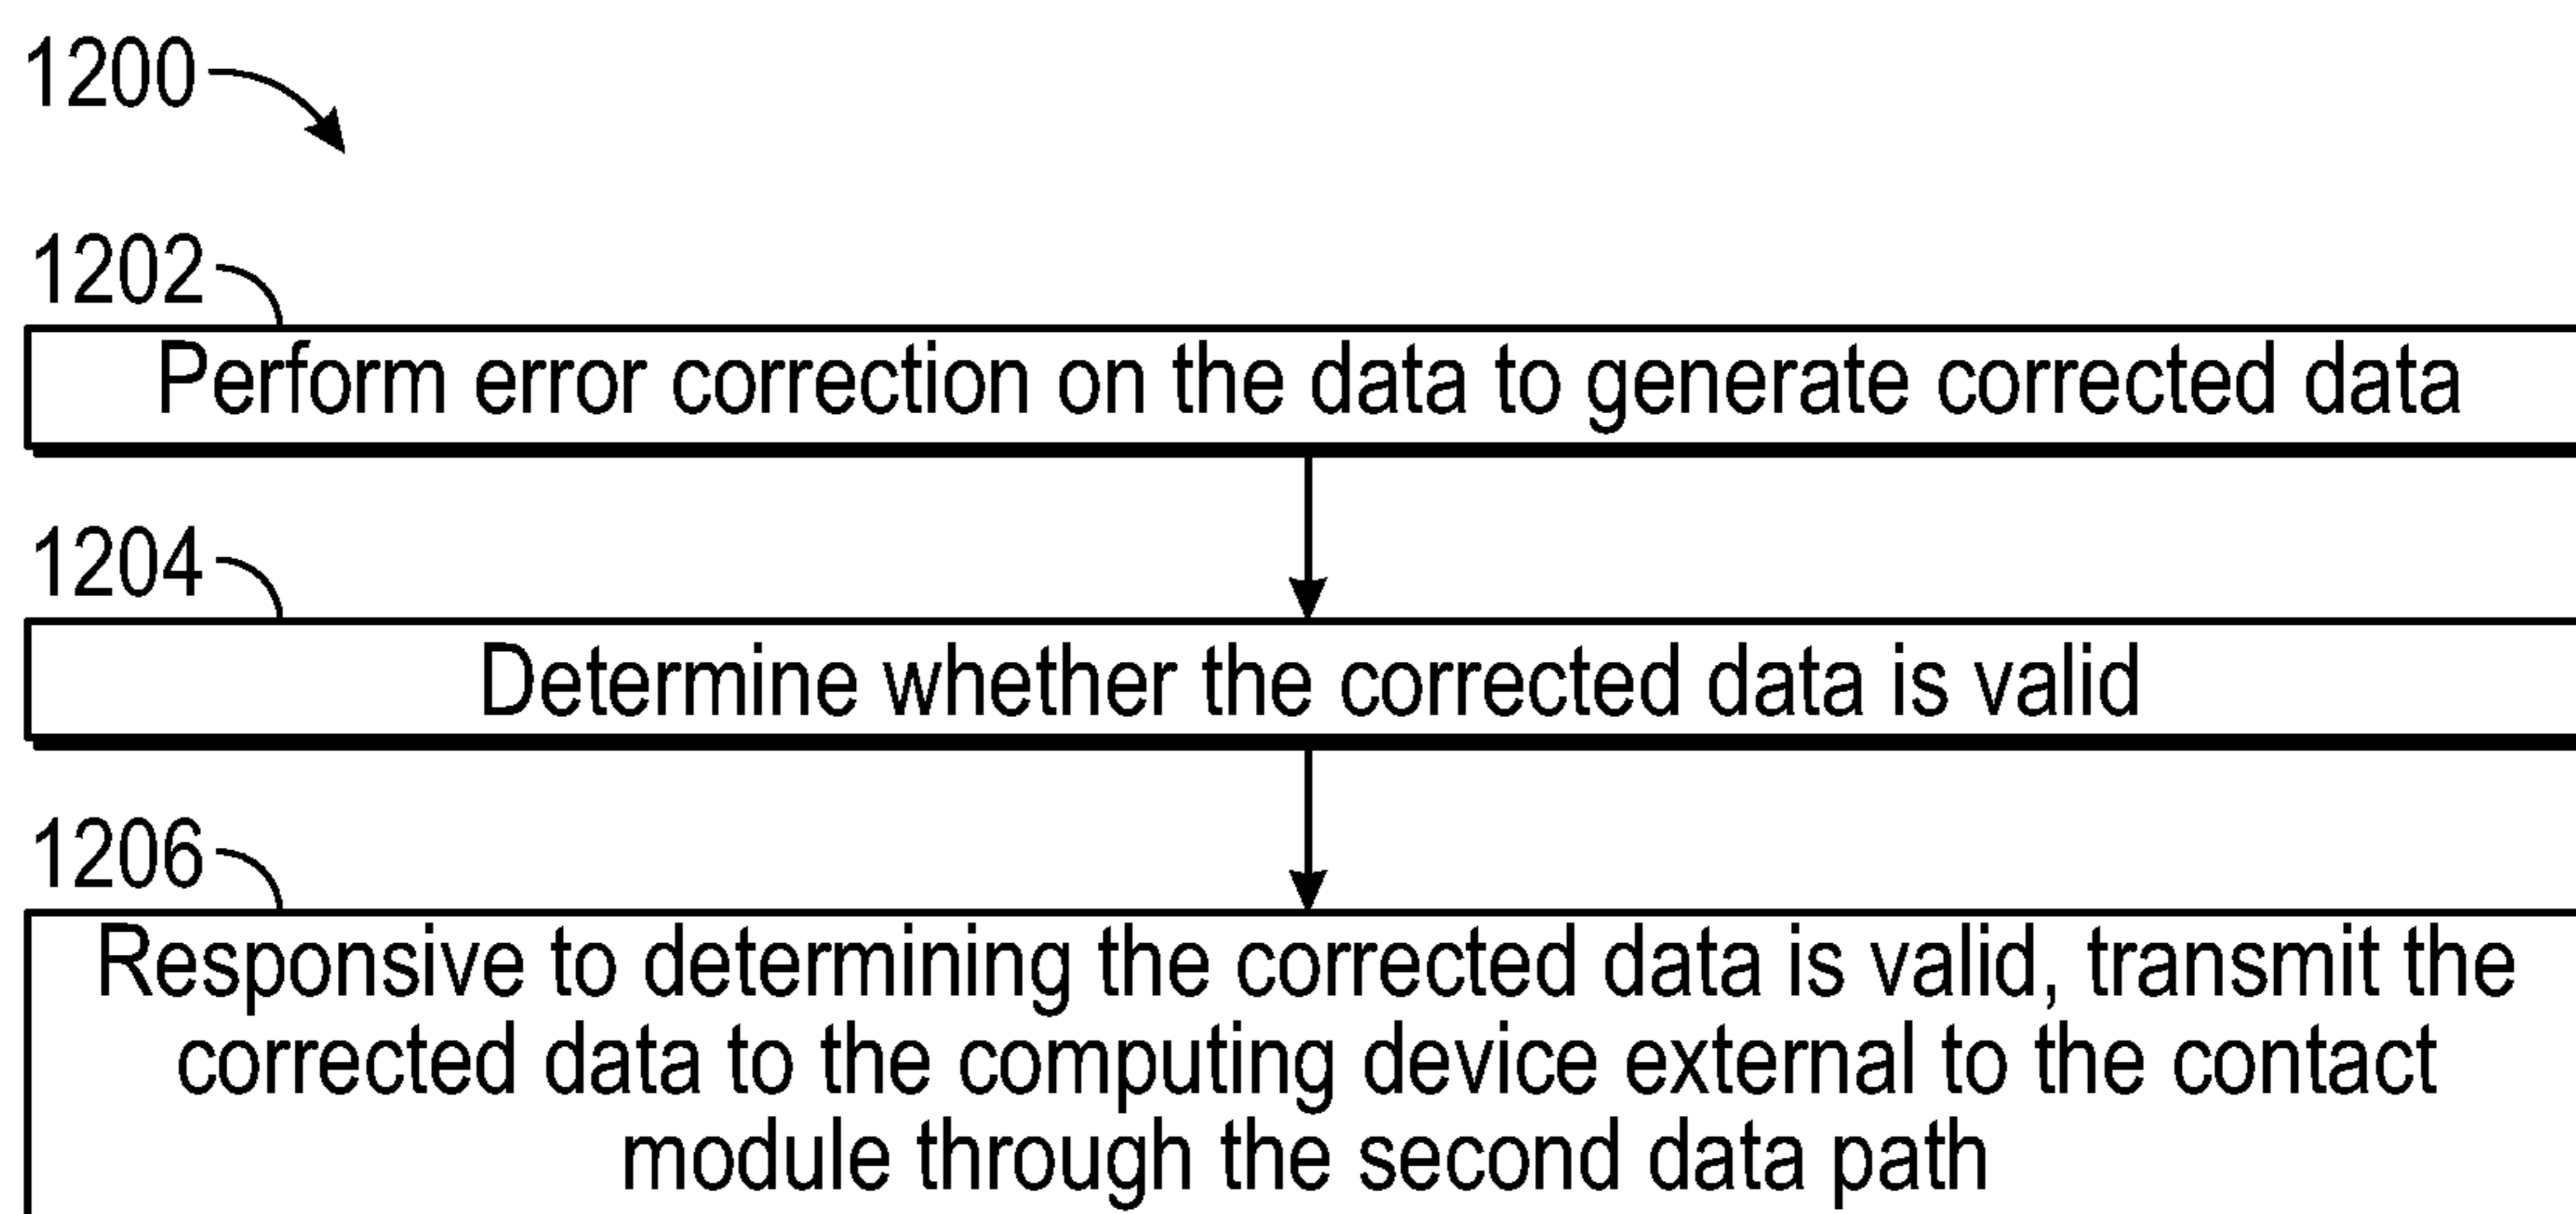 1200
1202
Perform error correction on the data to generate corrected data
1204
Determine whether the corrected data is valid
1206
Responsive to determining the corrected data is valid, transmit the
corrected data to the computing device external to the contact
module through the second data path